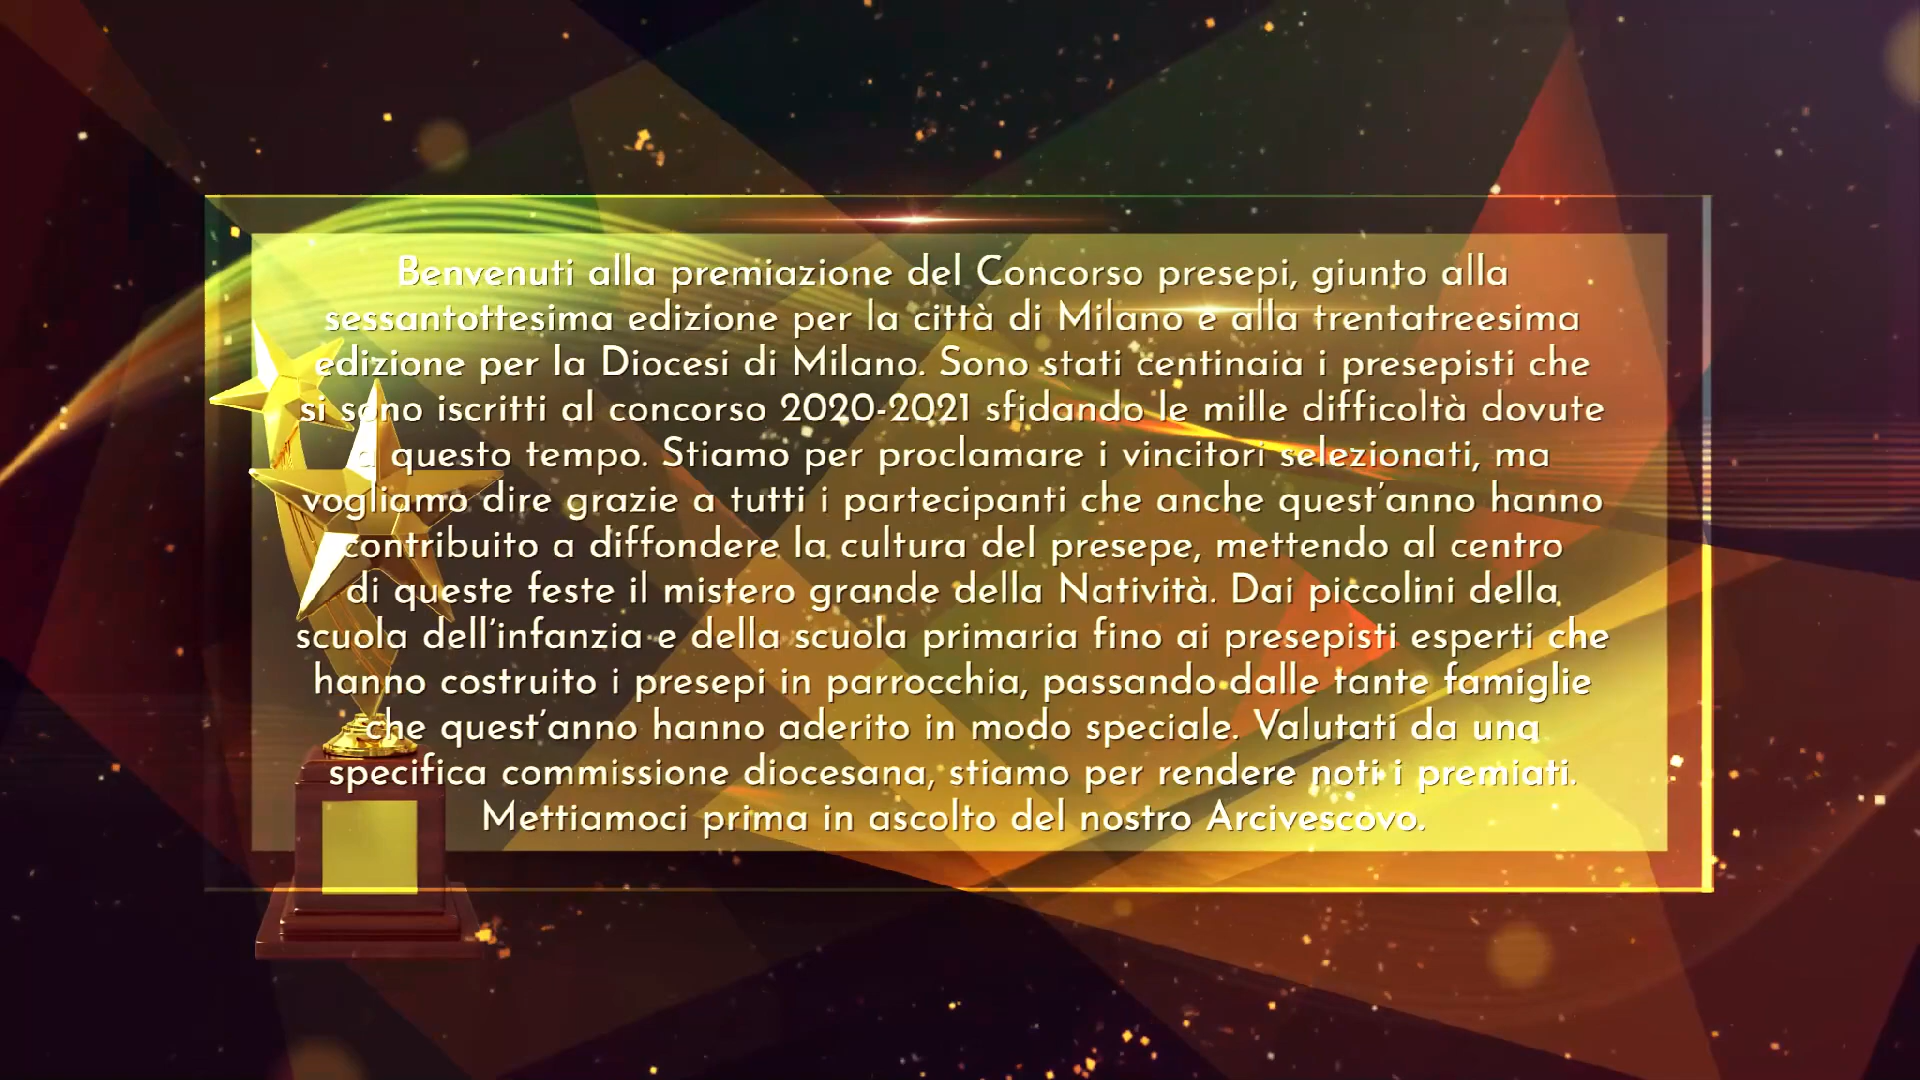 Benvenuti alla premiazione del Concorso presepi, giunto alla
sessantottesima edizione per la città di Milano e alla trentatreesima
edizione per la Diocesi di Milano. Sono stati centinaia i presepisti che
si sono iscritti al concorso 2020-2021 sfidando le mille difficoltà dovute
a questo tempo. Stiamo per proclamare i vincitori selezionati, ma
vogliamo dire grazie a tutti i partecipanti che anche quest'anno hanno
contribuito a diffondere la cultura del presepe, mettendo al centro
di queste feste il mistero grande della Natività. Dai piccolini della
scuola dell'infanzia e della scuola primaria fino ai presepisti esperti che
hanno costruito i presepi in parrocchia, passando dalle tante famiglie
che quest'anno hanno aderito in modo speciale. Valutati da una
specifica commissione diocesana, stiamo per rendere noti i premiati.
Mettiamoci prima in ascolto del nostro Arcivescovo.